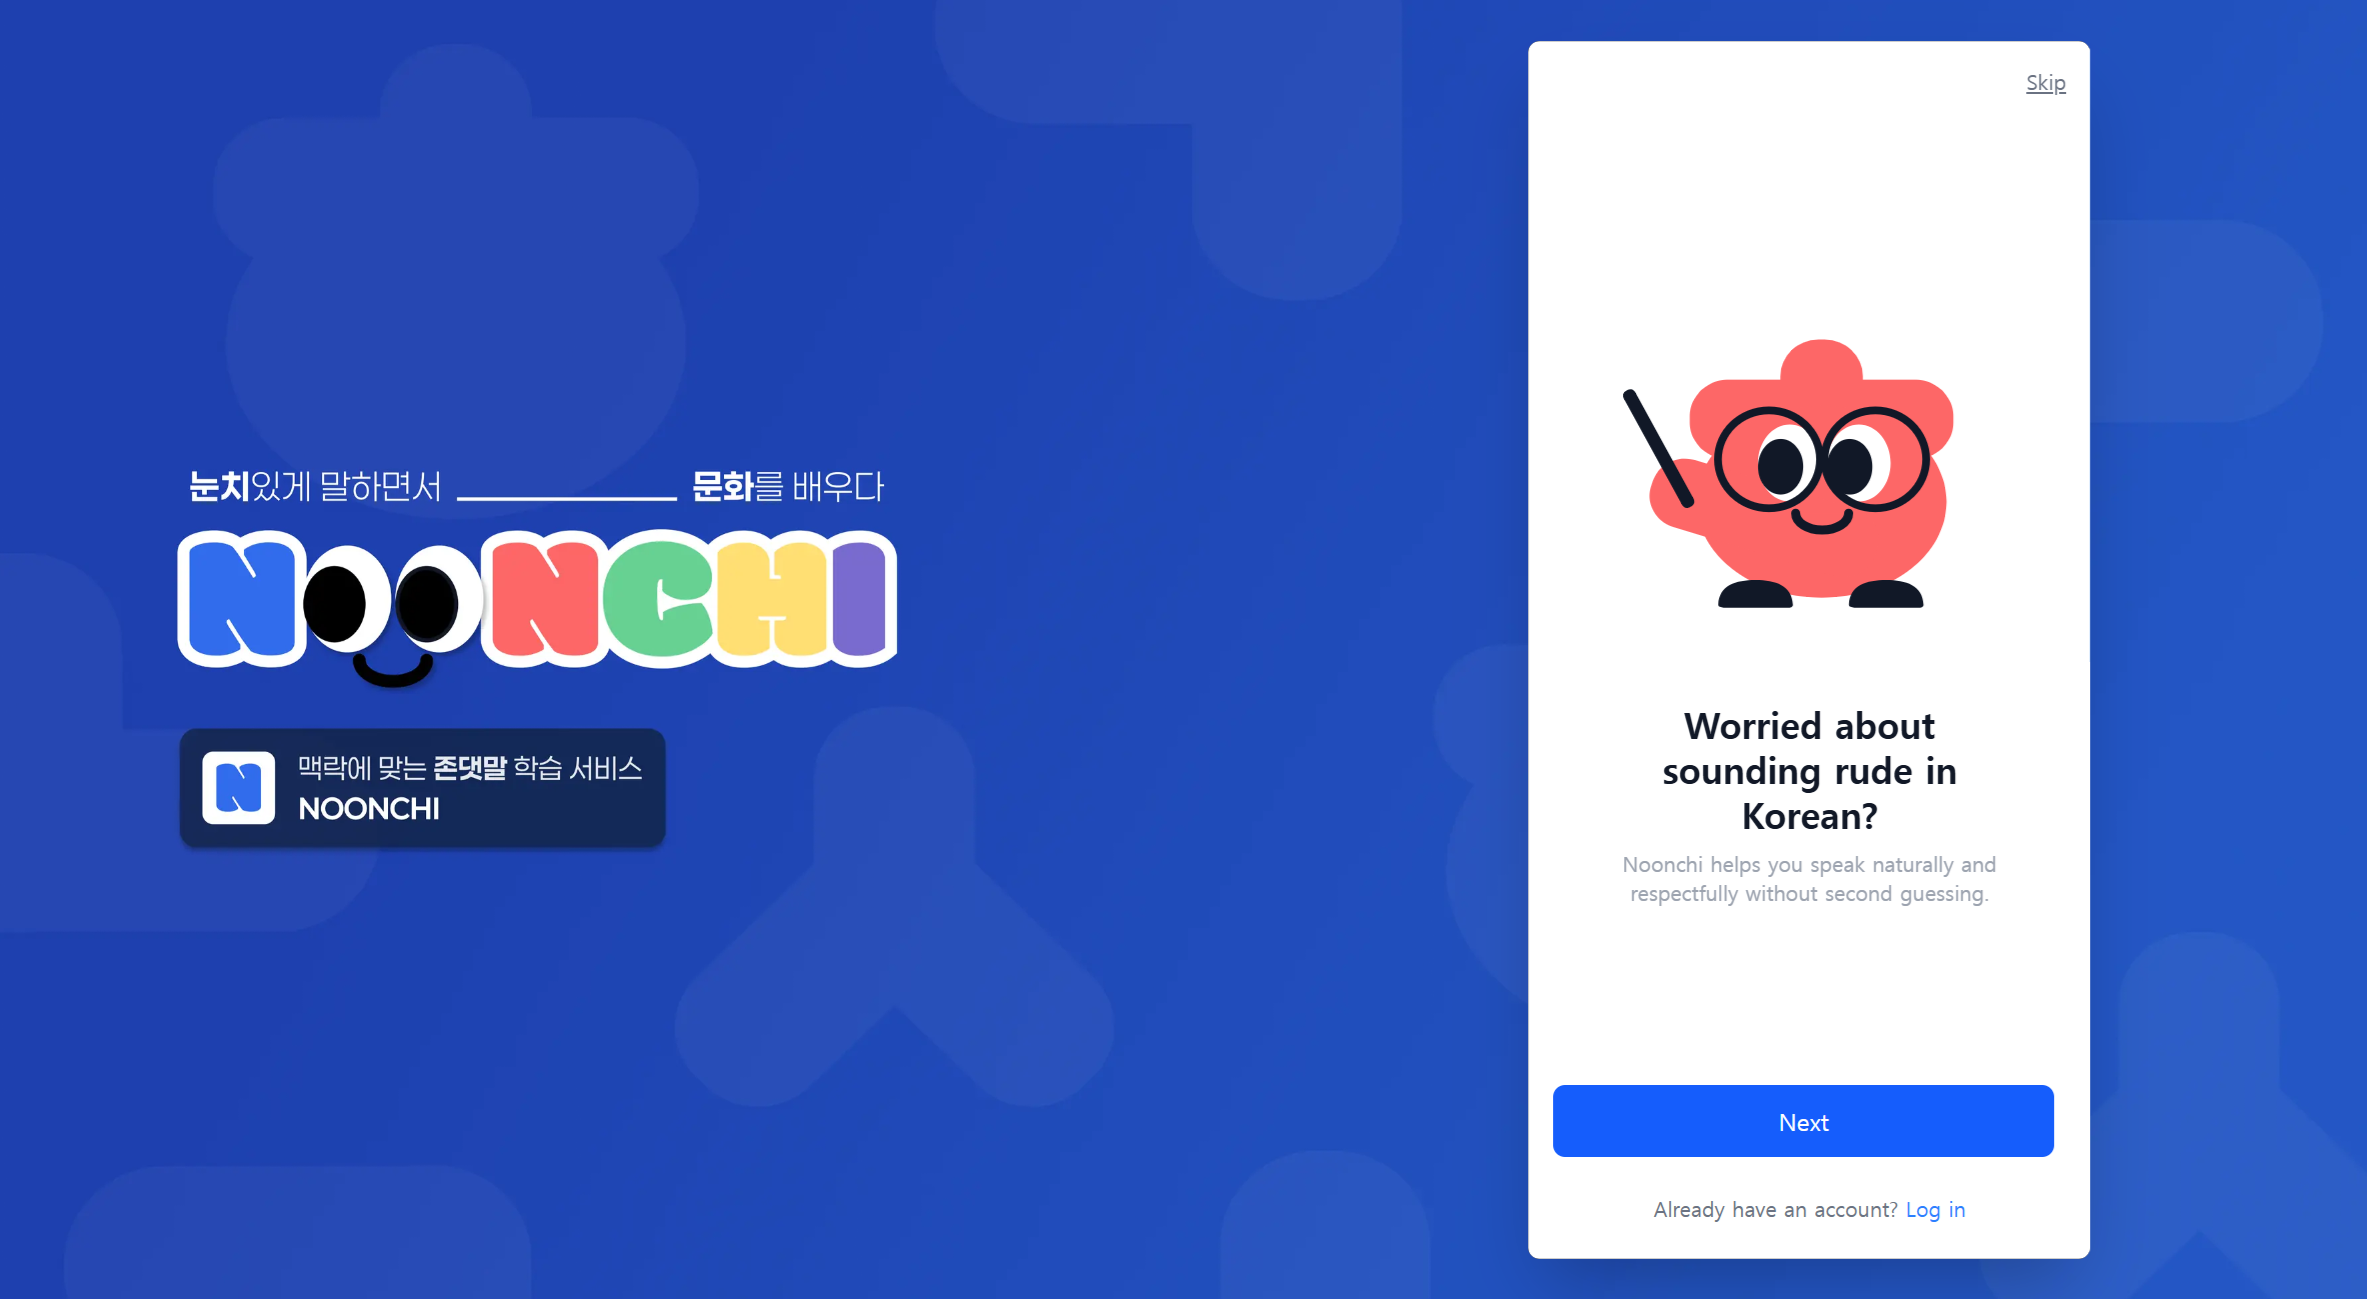 눈치있게 말하면서 문화를 배우다
NOONCHI
N 맥락에 맞는 존댓말 학습 서비스
NOONCHI
Skip
Worried about
sounding rude in
Korean?
Noonchi helps you speak naturally and
respectfully without second guessing.
Next
Already have an account? Log in